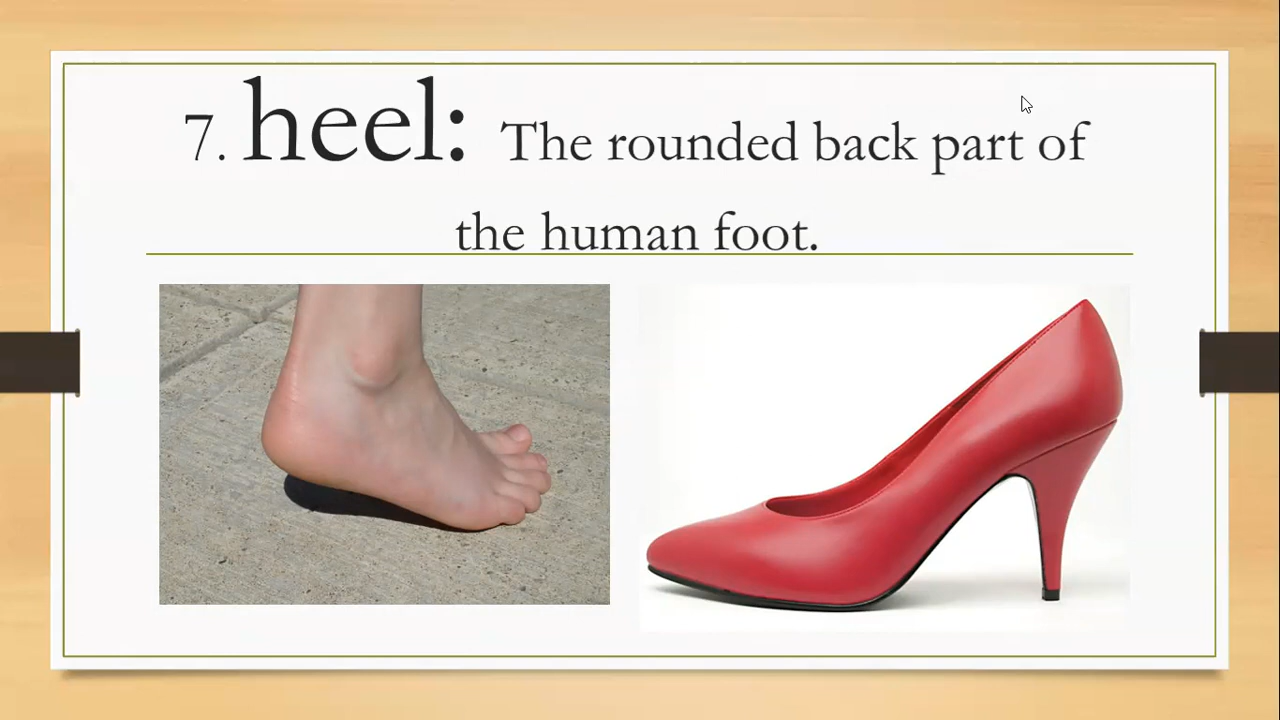 7. heel: The rounded back part of
the human foot.